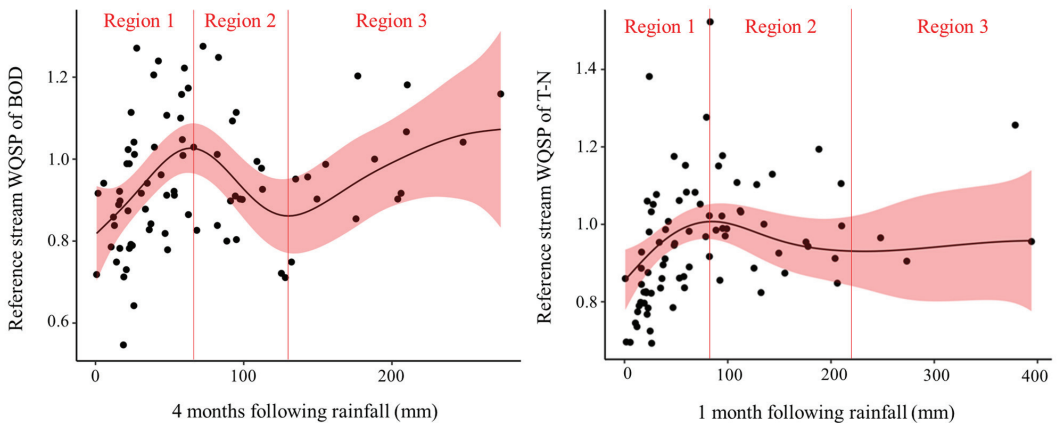 Region 1
Region 2
Region 3
Reference stream WQSP of BOD
1.2
1.0
0.8
0.6
0
100
200
4 months following rainfall (mm)
Region 1
Region 2
Region 3
Reference stream WQSP of T-N
1.4
1.2
1.0
0.8
0
100
200
300
400
1 month following rainfall (mm)